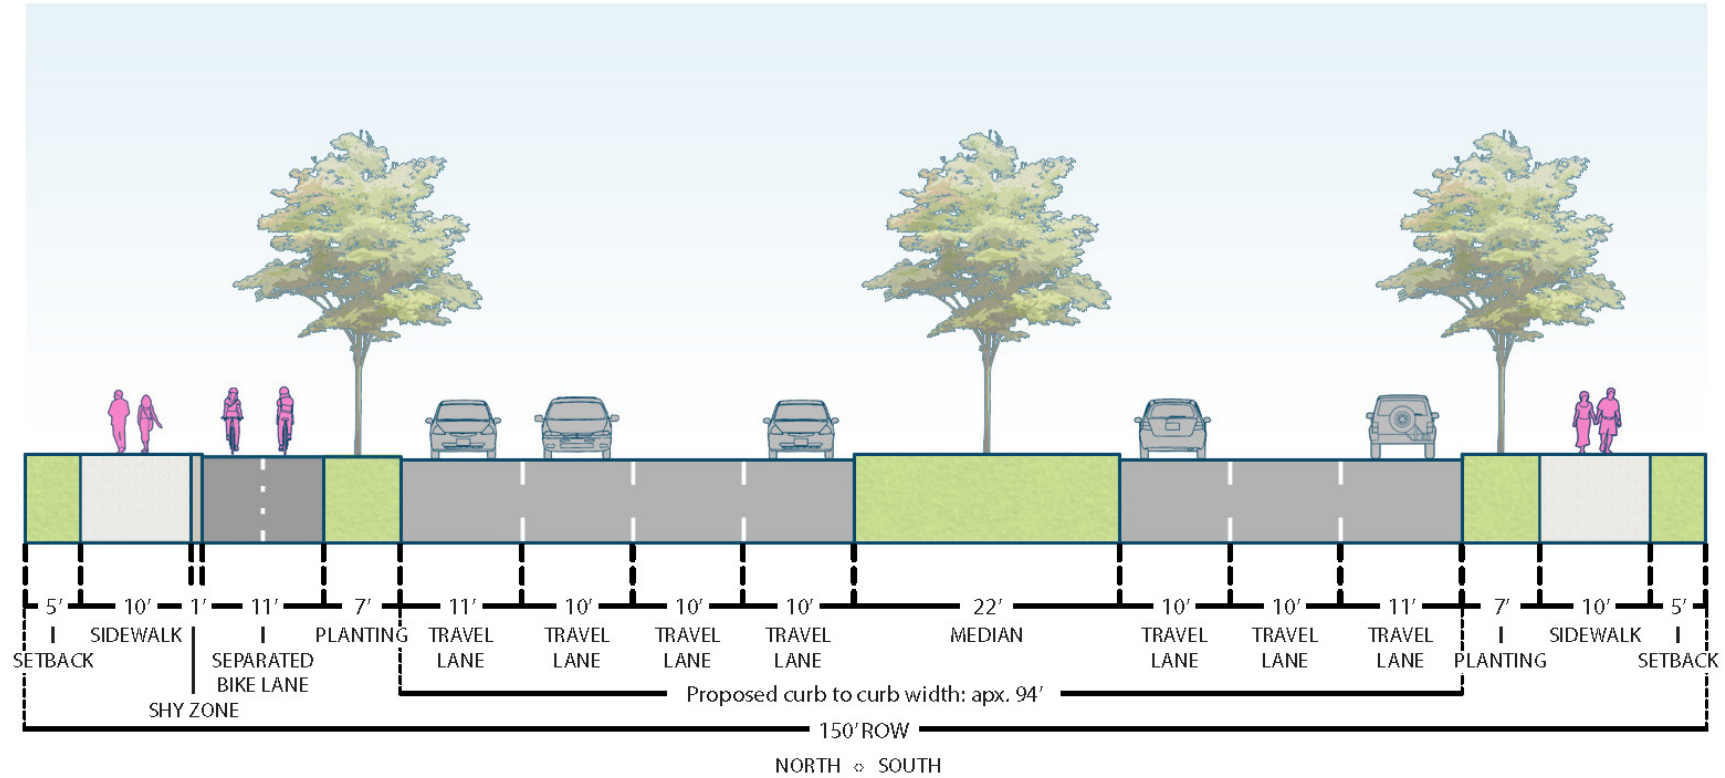 5' 10' 1' 11' 7' 11' 10' 10' 10' 22' 10' 10' 11' 7' 10' 5'
SIDEWALK PLANTING TRAVEL TRAVEL TRAVEL TRAVEL MEDIAN TRAVEL TRAVEL TRAVEL SIDEWALK
SETBACK SEPARATED LANE LANE LANE LANE LANE LANE LANE PLANTING SETBACK
BIKE LANE
Proposed curb to curb width: apx. 94'
SHY ZONE
150' ROW
NORTH SOUTH